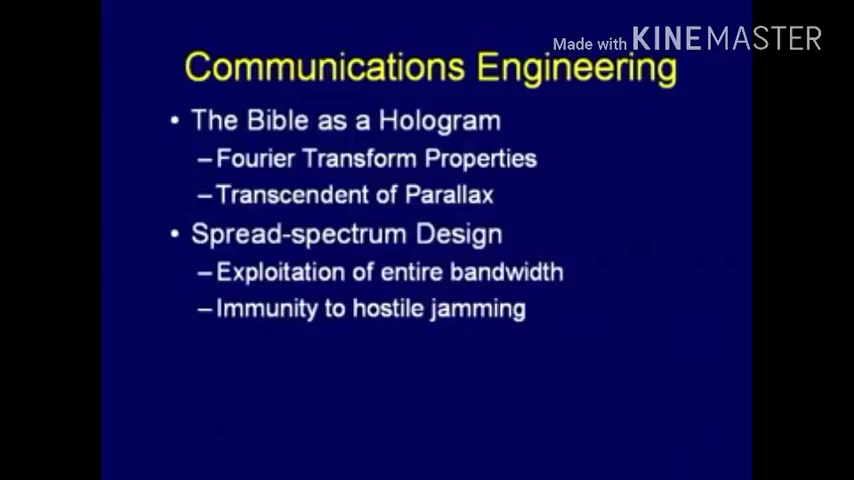 Made with KINEMASTER
Communications Engineering
• The Bible as a Hologram
–Fourier Transform Properties
–Transcendent of Parallax
• Spread-spectrum Design
–Exploitation of entire bandwidth
–Immunity to hostile jamming